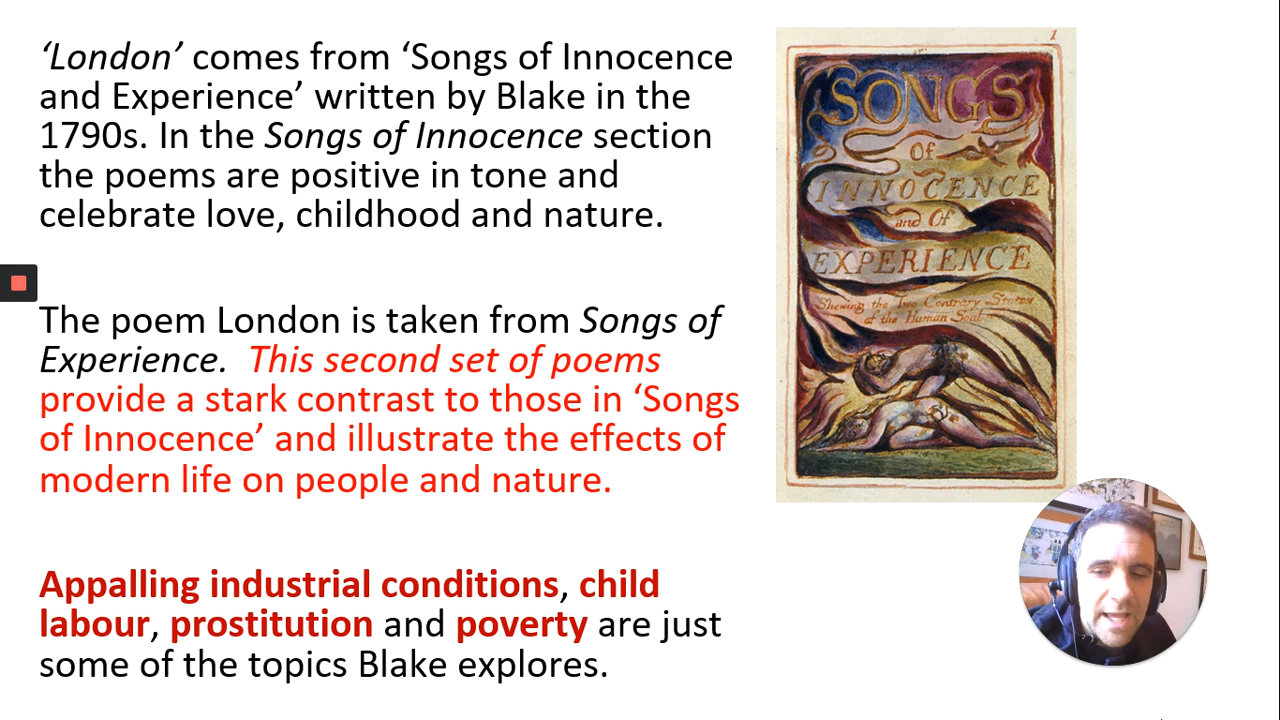 ‘London’ comes from ‘Songs of Innocence
and Experience’ written by Blake in the
1790s. In the Songs of Innocence section
the poems are positive in tone and
celebrate love, childhood and nature.
The poem London is taken from Songs of
Experience. This second set of poems
provide a stark contrast to those in ‘Songs
of Innocence’ and illustrate the effects of
modern life on people and nature.
Appalling industrial conditions, child
labour, prostitution and poverty are just
some of the topics Blake explores.
1
SONGS
Of
INNOCENCE
and Of
EXPERIENCE
Shewing the Two Contrary States
of the Human Soul